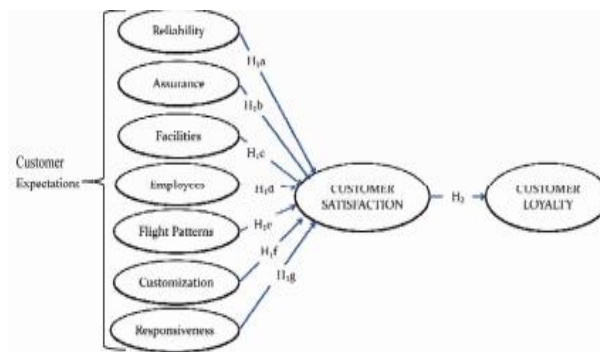 Reliability
H₁a
Assurance
H₁b
Facilities
H₁c
Customer
Expectations
Employees
H₁d
CUSTOMER
SATISFACTION
H₂
CUSTOMER
LOYALTY
Flight Patterns
H₁e
H₁f
Customization
H₁g
Responsiveness